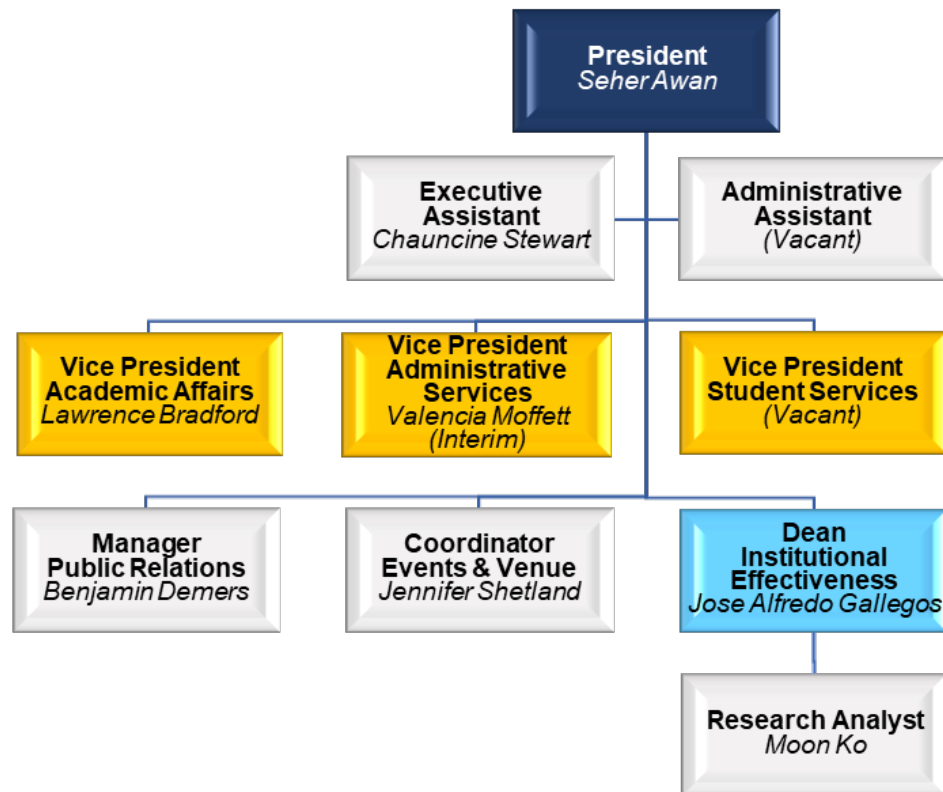 President
Seher Awan
Executive
Assistant
Chauncine Stewart
Administrative
Assistant
(Vacant)
Vice President
Academic Affairs
Lawrence Bradford
Vice President
Administrative
Services
Valencia Moffett
(Interim)
Vice President
Student Services
(Vacant)
Manager
Public Relations
Benjamin Demers
Coordinator
Events & Venue
Jennifer Shetland
Dean
Institutional
Effectiveness
Jose Alfredo Gallegos
Research Analyst
Moon Ko